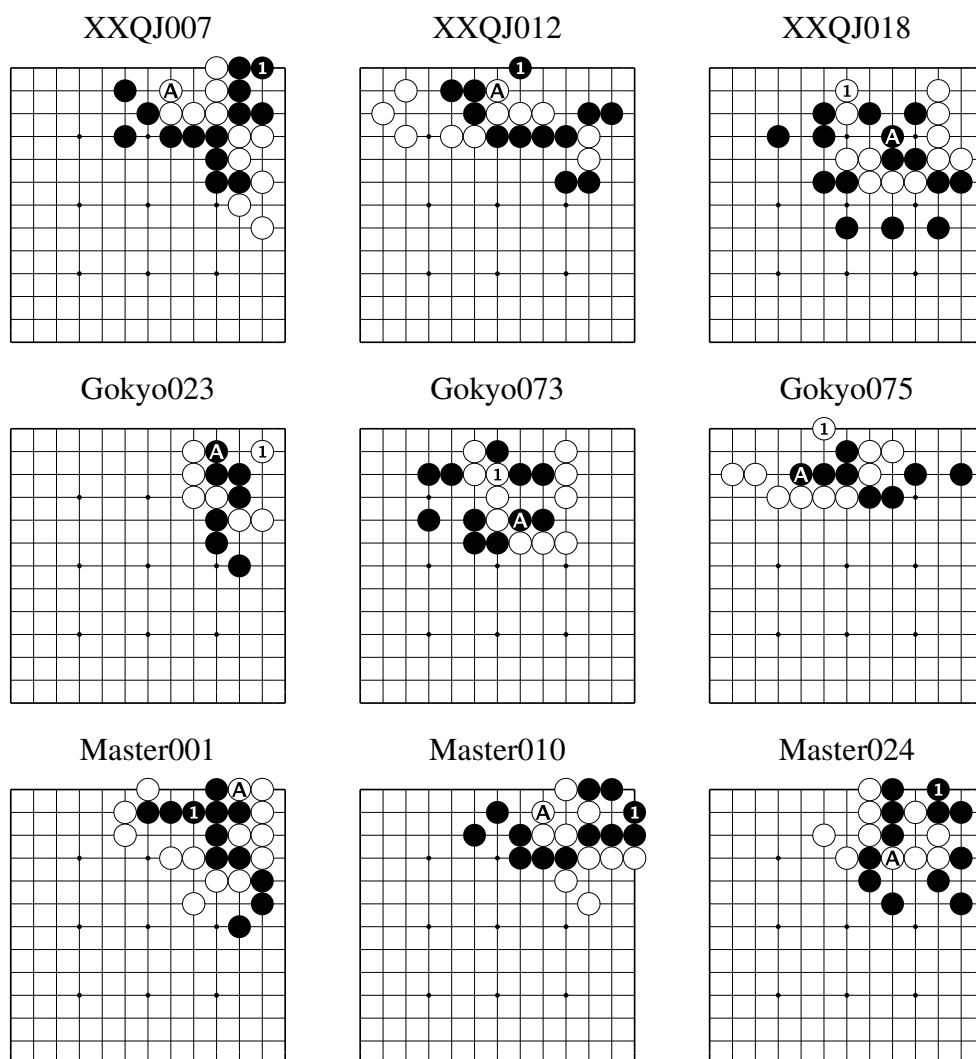 XXQJ007 XXQJ012 XXQJ018
1
1
A
A
1
A
Gokyo023 Gokyo073 Gokyo075
1
A
1
1
A
A
Master001 Master010 Master024
A
1
1
A
1
A